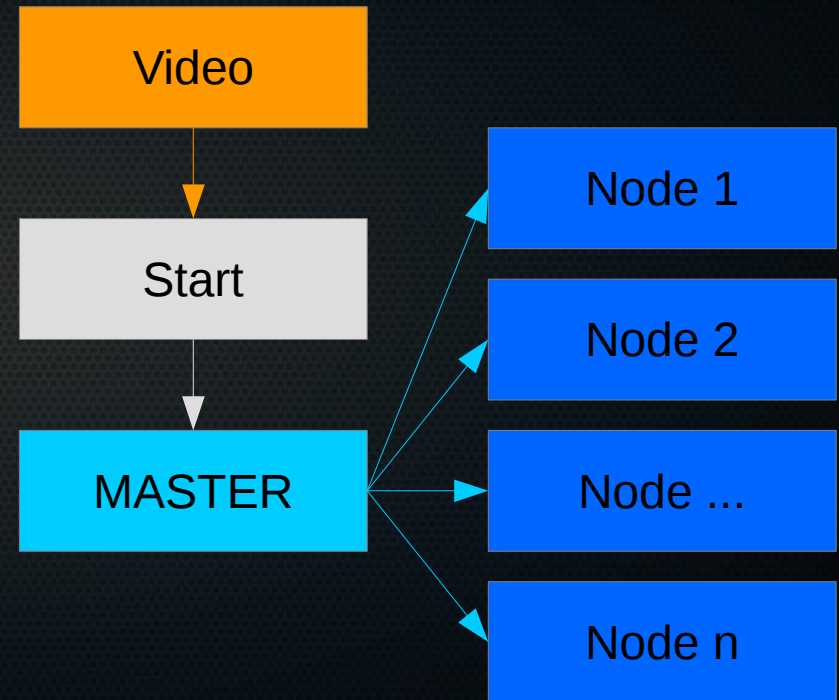 Video
Start
MASTER
Node 1
Node 2
Node ...
Node n